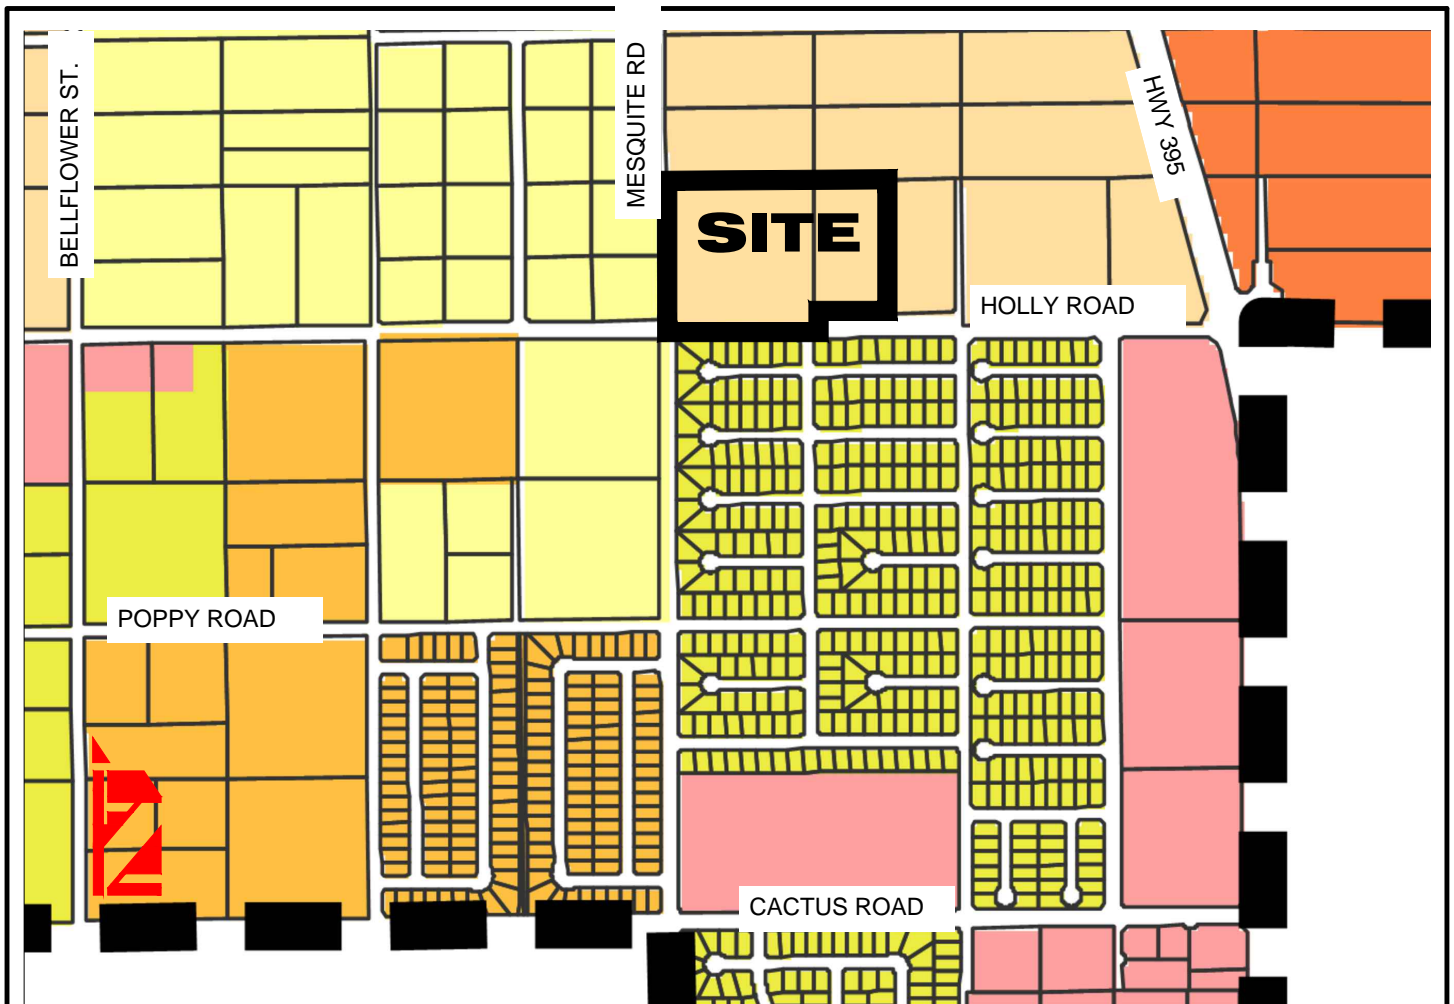 BELLFLOWER ST.
MESQUITE RD
HWY 395
SITE
HOLLY ROAD
POPPY ROAD
CACTUS ROAD